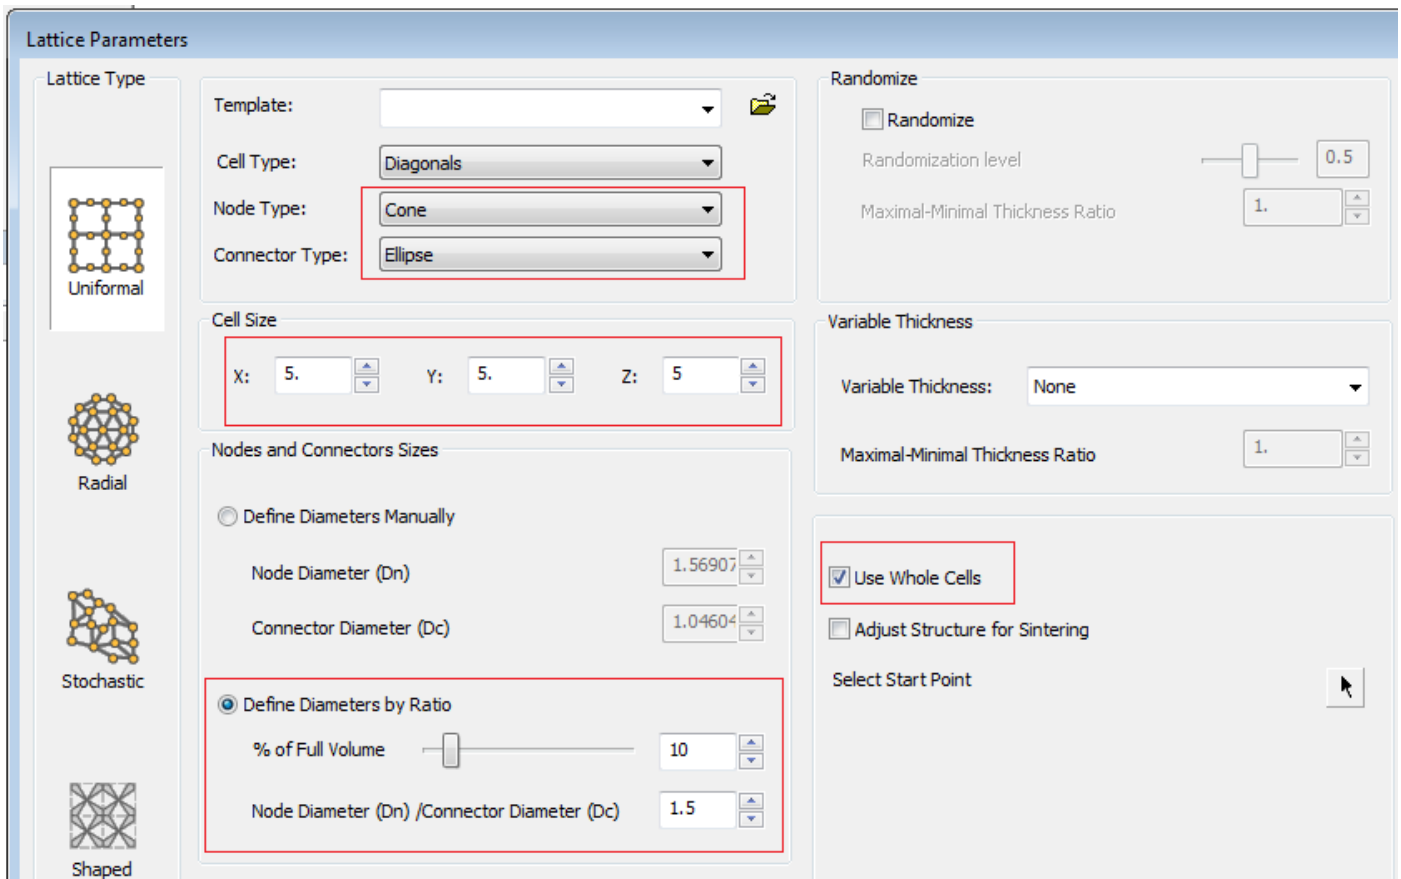 Lattice Parameters
Lattice Type
Uniformal
Radial
Stochastic
Shaped
Template:
Cell Type: Diagonals
Node Type: Cone
Connector Type: Ellipse
Cell Size
X: 5. Y: 5. Z: 5
Nodes and Connectors Sizes
Define Diameters Manually
Node Diameter (Dn) 1.56907
Connector Diameter (Dc) 1.04604
Define Diameters by Ratio
% of Full Volume 10
Node Diameter (Dn) /Connector Diameter (Dc) 1.5
Randomize
Randomize
Randomization level 0.5
Maximal-Minimal Thickness Ratio 1.
Variable Thickness
Variable Thickness: None
Maximal-Minimal Thickness Ratio 1.
Use Whole Cells
Adjust Structure for Sintering
Select Start Point